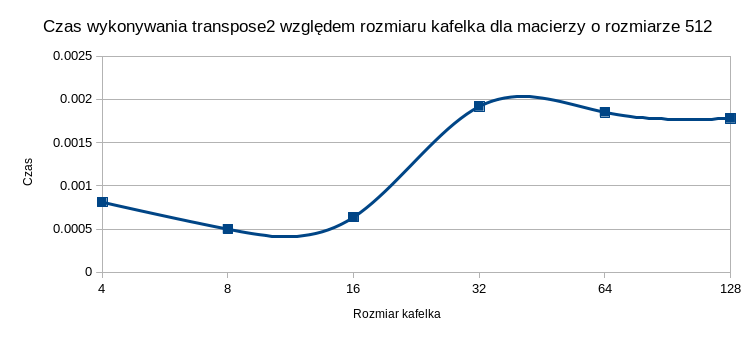 Czas wykonywania transpose2 względem rozmiaru kafelka dla macierzy o rozmiarze 512
0.0025
0.002
0.0015
0.001
0.0005
0
Czas
4 8 16 32 64 128
Rozmiar kafelka